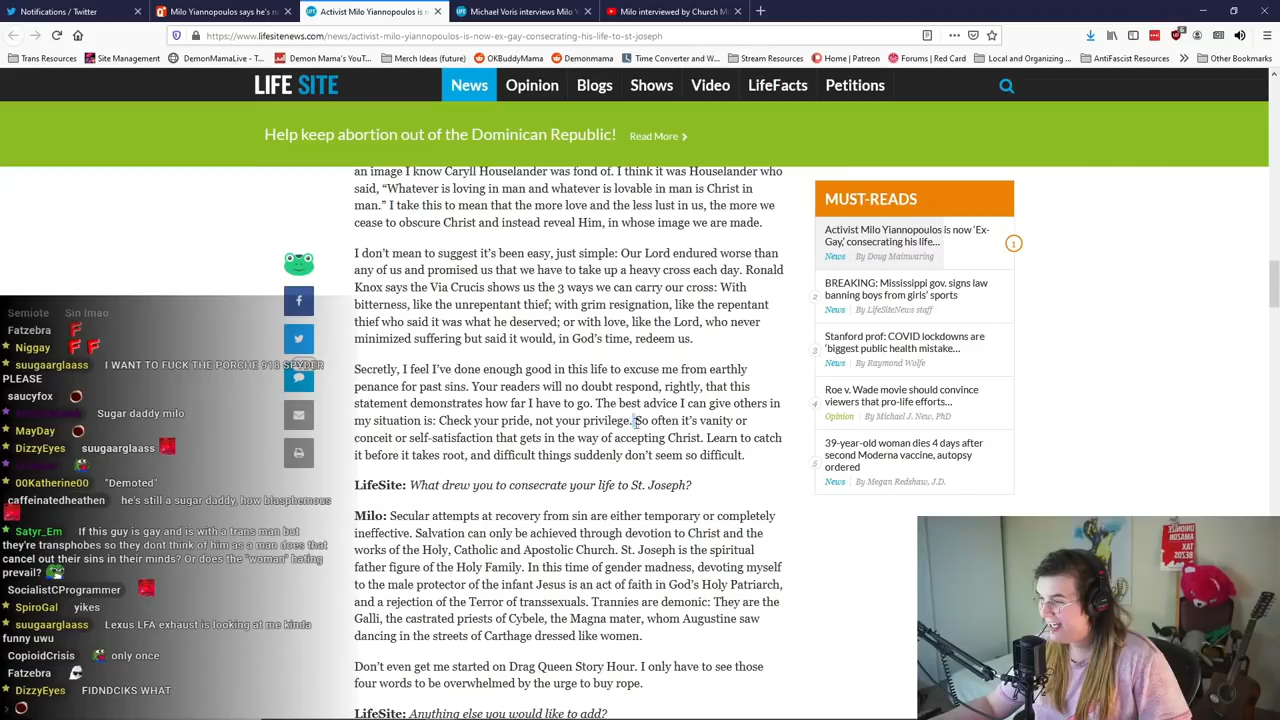 Notifications / Twitter
Milo Yiannopoulos says he's n
Activist Milo Yiannopoulos is n
Michael Voris interviews Milo Y
Milo interviewed by Church M
https://www.lifesitenews.com/news/activist-milo-yiannopoulos-is-now-ex-gay-consecrating-his-life-to-st-joseph
Trans Resources
Site Management
DemonMamaLive - T...
Demon Mama's YouT...
Merch Ideas (future)
OKBuddyMama
Demonmama
Time Converter and W...
Stream Resources
Home | Patreon
Forums | Red Card
Local and Organizing ...
AntiFascist Resources
Other Bookmarks
LIFE SITE
News
Opinion
Blogs
Shows
Video
LifeFacts
Petitions
Help keep abortion out of the Dominican Republic! Read More
an image I know Caryll Houselander was fond of. I think it was Houselander who
said, “Whatever is loving in man and whatever is lovable in man is Christ in
man.” I take this to mean that the more love and the less lust in us, the more we
cease to obscure Christ and instead reveal Him, in whose image we are made.
I don’t mean to suggest it’s been easy, just simple: Our Lord endured worse than
any of us and promised us that we have to take up a heavy cross each day. Ronald
Knox says the Via Crucis shows us the 3 ways we can carry our cross: With
bitterness, like the unrepentant thief; with grim resignation, like the repentant
thief who said it was what he deserved; or with love, like the Lord, who never
minimized suffering but said it would, in God’s time, redeem us.
Secretly, I feel I’ve done enough good in this life to excuse me from earthly
penance for past sins. Your readers will no doubt respond, rightly, that this
statement demonstrates how far I have to go. The best advice I can give others in
my situation is: Check your pride, not your privilege. So often it’s vanity or
conceit or self-satisfaction that gets in the way of accepting Christ. Learn to catch
it before it takes root, and difficult things suddenly don’t seem so difficult.
LifeSite: What drew you to consecrate your life to St. Joseph?
Milo: Secular attempts at recovery from sin are either temporary or completely
ineffective. Salvation can only be achieved through devotion to Christ and the
works of the Holy, Catholic and Apostolic Church. St. Joseph is the spiritual
father figure of the Holy Family. In this time of gender madness, devoting myself
to the male protector of the infant Jesus is an act of faith in God’s Holy Patriarch,
and a rejection of the Terror of transsexuals. Trannies are demonic: They are the
Galli, the castrated priests of Cybele, the Magna mater, whom Augustine saw
dancing in the streets of Carthage dressed like women.
Don’t even get me started on Drag Queen Story Hour. I only have to see those
four words to be overwhelmed by the urge to buy rope.
LifeSite: Anything else you would like to add?
MUST-READS
Activist Milo Yiannopoulos is now ‘Ex-
Gay,’ consecrating his life...
News | By Doug Mainwaring
1
BREAKING: Mississippi gov. signs law
banning boys from girls’ sports
News | By LifeSiteNews staff
2
Stanford prof: COVID lockdowns are
‘biggest public health mistake...
News | By Raymond Wolfe
3
Roe v. Wade movie should convince
viewers that pro-life efforts...
Opinion | By Michael J. New, PhD
4
39-year-old woman dies 4 days after
second Moderna vaccine, autopsy
ordered
News | By Megan Redshaw, J.D.
5
Semiote Sin lmao
Fatzebra
Niggay
suugaarglaass I WANT TO FUCK THE PORCHE 918 SPYDER
PLEASE
saucyfox
Sugar daddy milo
MayDay
DizzyEyes suugaarglaass
00Katherine00 "Demoted"
caffeinatedheathen he's still a sugar daddy, how blasphemous
Satyr_Em If this guy is gay and is with a trans man but
they're transphobes so they dont think of him as a man does that
cancel out their sins in their minds? Or does the "woman" hating
prevail?
SocialistCProgrammer
SpiroGal yikes
suugaarglaass Lexus LFA exhaust is looking at me kinda
funny uwu
CopioidCrisis only once
Fatzebra
DizzyEyes FIDNDCIKS WHAT